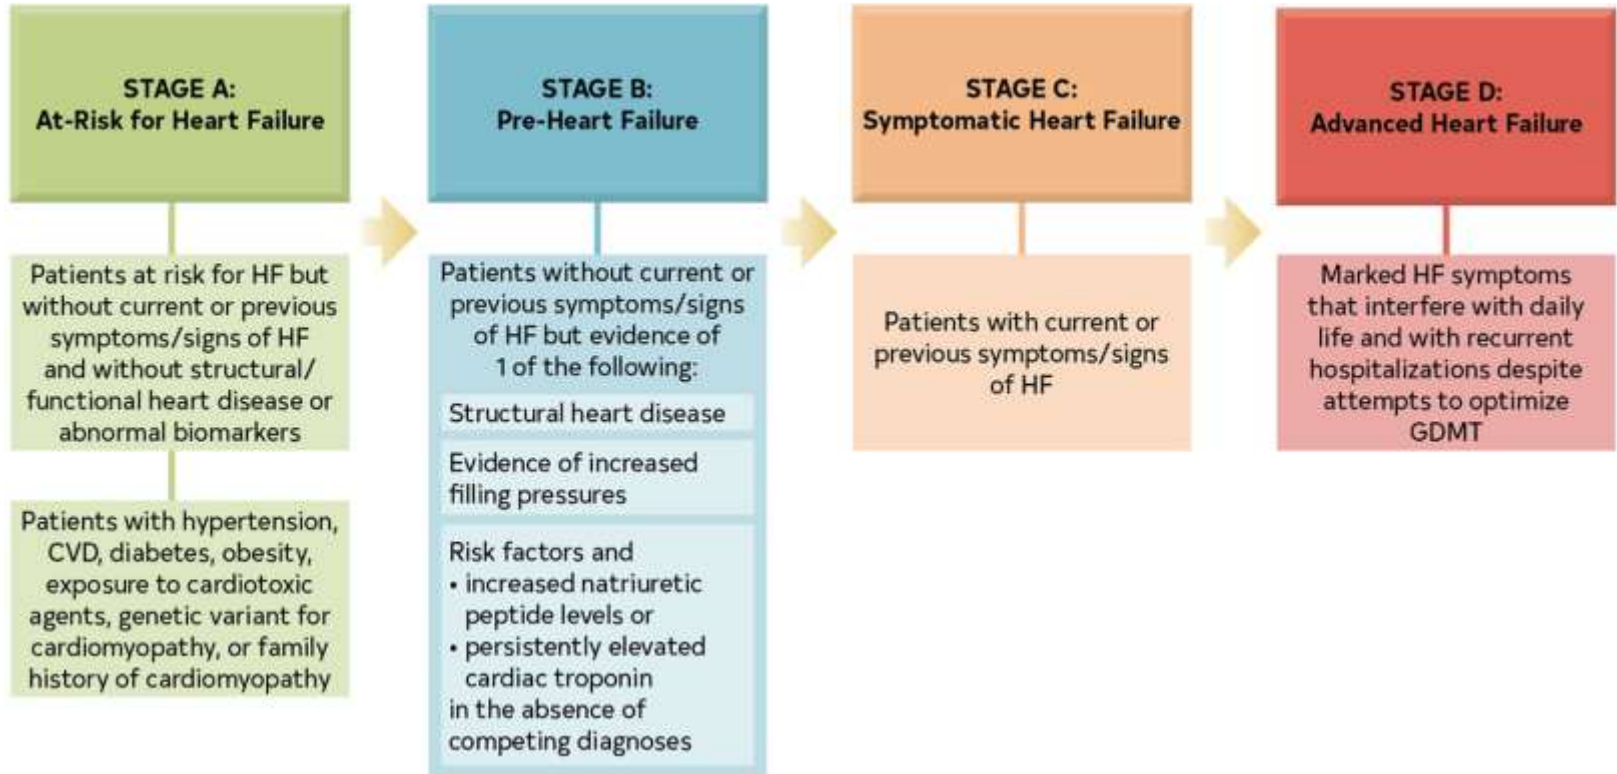 STAGE A:
At-Risk for Heart Failure
Patients at risk for HF but
without current or previous
symptoms/signs of HF
and without structural/
functional heart disease or
abnormal biomarkers
Patients with hypertension,
CVD, diabetes, obesity,
exposure to cardiotoxic
agents, genetic variant for
cardiomyopathy, or family
history of cardiomyopathy
STAGE B:
Pre-Heart Failure
Patients without current or
previous symptoms/signs
of HF but evidence of
1 of the following:
Structural heart disease
Evidence of increased
filling pressures
Risk factors and
• increased natriuretic
peptide levels or
• persistently elevated
cardiac troponin
in the absence of
competing diagnoses
STAGE C:
Symptomatic Heart Failure
Patients with current or
previous symptoms/signs
of HF
STAGE D:
Advanced Heart Failure
Marked HF symptoms
that interfere with daily
life and with recurrent
hospitalizations despite
attempts to optimize
GDMT